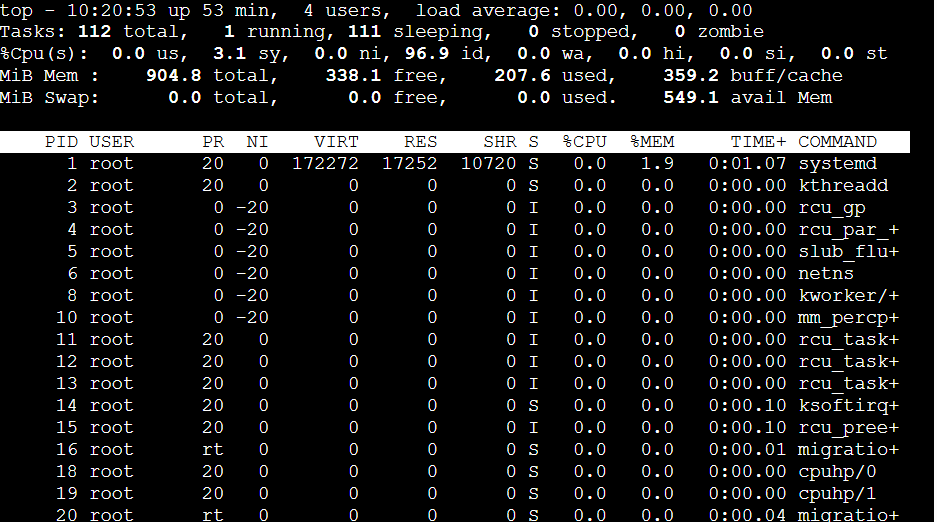 top - 10:20:53 up 53 min,  4 users,  load average: 0.00, 0.00, 0.00
Tasks: 112 total,   1 running, 111 sleeping,   0 stopped,   0 zombie
%Cpu(s):  0.0 us,  3.1 sy,  0.0 ni, 96.9 id,  0.0 wa,  0.0 hi,  0.0 si,  0.0 st
MiB Mem :    904.8 total,    338.1 free,    207.6 used,    359.2 buff/cache
MiB Swap:      0.0 total,      0.0 free,      0.0 used.    549.1 avail Mem
    PID USER      PR  NI    VIRT    RES    SHR S  %CPU  %MEM     TIME+ COMMAND
      1 root      20   0  172272  17252  10720 S   0.0   1.9   0:01.07 systemd
      2 root      20   0       0      0      0 S   0.0   0.0   0:00.00 kthreadd
      3 root       0 -20       0      0      0 I   0.0   0.0   0:00.00 rcu_gp
      4 root       0 -20       0      0      0 I   0.0   0.0   0:00.00 rcu_par_+
      5 root       0 -20       0      0      0 I   0.0   0.0   0:00.00 slub_flu+
      6 root       0 -20       0      0      0 I   0.0   0.0   0:00.00 netns
      8 root       0 -20       0      0      0 I   0.0   0.0   0:00.00 kworker/+
     10 root       0 -20       0      0      0 I   0.0   0.0   0:00.00 mm_percp+
     11 root      20   0       0      0      0 I   0.0   0.0   0:00.00 rcu_task+
     12 root      20   0       0      0      0 I   0.0   0.0   0:00.00 rcu_task+
     13 root      20   0       0      0      0 I   0.0   0.0   0:00.00 rcu_task+
     14 root      20   0       0      0      0 S   0.0   0.0   0:00.10 ksoftirq+
     15 root      20   0       0      0      0 I   0.0   0.0   0:00.10 rcu_pree+
     16 root      rt   0       0      0      0 S   0.0   0.0   0:00.01 migratio+
     18 root      20   0       0      0      0 S   0.0   0.0   0:00.00 cpuhp/0
     19 root      20   0       0      0      0 S   0.0   0.0   0:00.00 cpuhp/1
     20 root      rt   0       0      0      0 S   0.0   0.0   0:00.04 migratio+